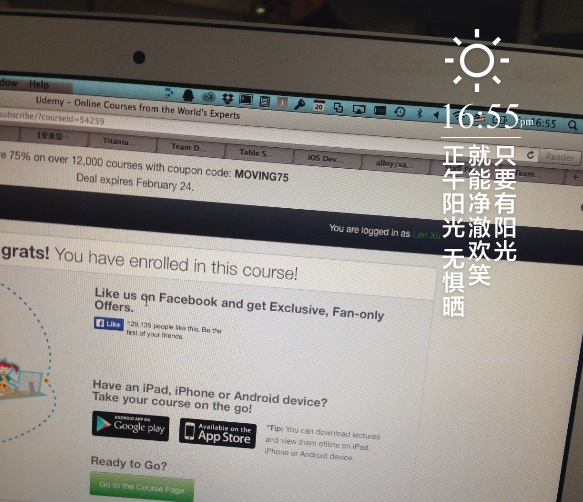 dow Help
20
16:55
Udemy – Online Courses from the World's Experts
subscribe/?courseId=54259
Reader
Titaniu...
Team D...
Table S...
iOS Dev...
alloy/sa...
Team...
e 75% on over 12,000 courses with coupon code: MOVING75
Deal expires February 24.
You are logged in as Len Xu
grats! You have enrolled in this course!
Like us on Facebook and get Exclusive, Fan-only
Offers.
Like
129,135 people like this. Be the
first of your friends.
Have an iPad, iPhone or Android device?
Take your course on the go!
ANDROID APP ON
Google play
Available on the
App Store
*Tip: You can download lectures
and view them offline on iPad,
iPhone or Android device.
Ready to Go?
Go to the Course Page
16:55pm
只要有阳光
就能净澈欢笑
正午阳光 无惧晒